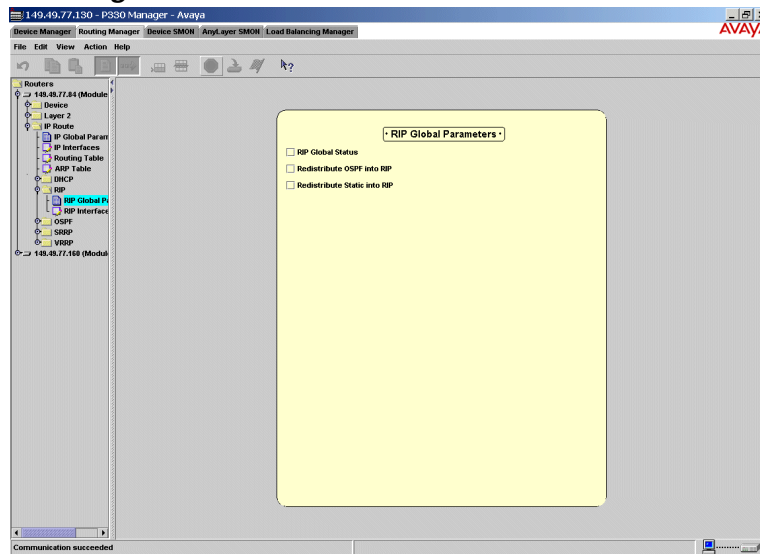 149.49.77.130 - P330 Manager - Avaya
Device Manager Routing Manager Device SMON AnyLayer SMON Load Balancing Manager
AVAYA
File Edit View Action Help
Routers
149.49.77.84 (Module
Device
Layer 2
IP Route
IP Global Param
IP Interfaces
Routing Table
ARP Table
DHCP
RIP
RIP Global Pa
RIP Interface
OSPF
SRRP
VRRP
149.49.77.160 (Module
· RIP Global Parameters ·
RIP Global Status
Redistribute OSPF into RIP
Redistribute Static into RIP
Communication succeeded